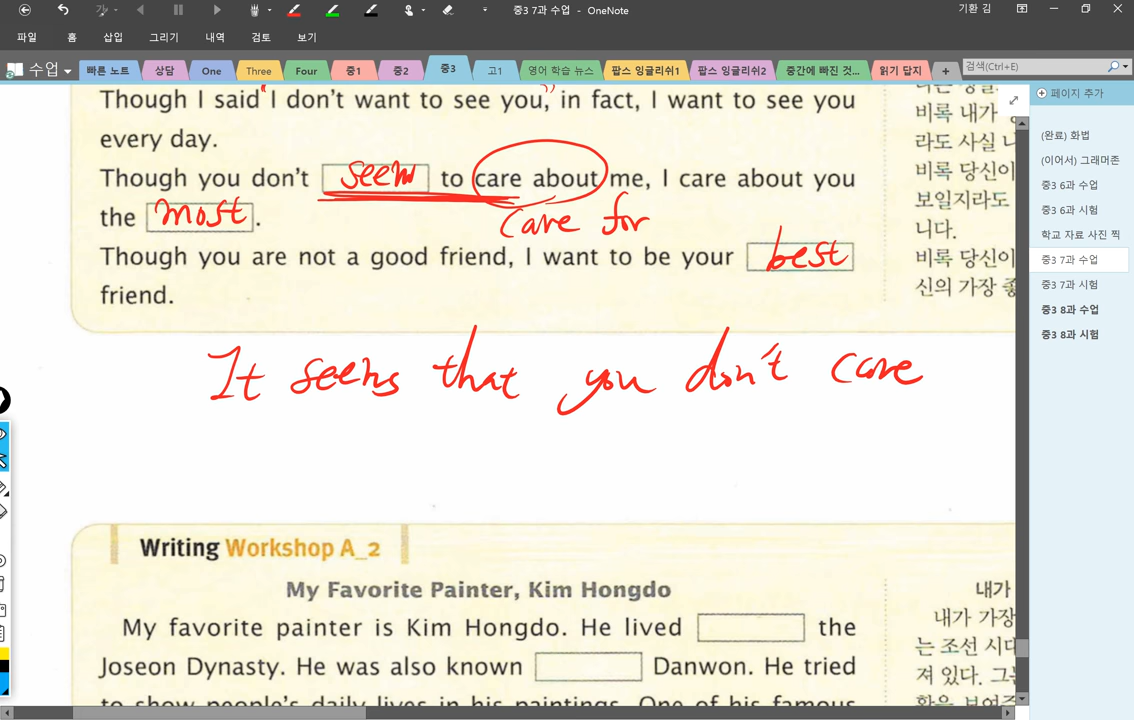 중3 7과 수업 - OneNote
기환 김
파일 홈 삽입 그리기 내역 검토 보기
수업 빠른 노트 상담 One Three Four 중1 중2 중3 고1 영어 학습 뉴스 팝스 잉글리쉬1 팝스 잉글리쉬2 중간에 빠진 것... 읽기 답지 +
검색(Ctrl+E)
페이지 추가
(완료) 화법
(이어서) 그래머존
중3 6과 수업
중3 6과 시험
학교 자료 사진 찍
중3 7과 수업
중3 7과 시험
중3 8과 수업
중3 8과 시험
Though I said "I don't want to see you," in fact, I want to see you
every day.
Though you don't seem to care about me, I care about you
care for
the most.
Though you are not a good friend, I want to be your best
friend.
비록 내가
라도 사실
비록 당신이
보일지라도
니다.
비록 당신이
신의 가장
It seems that you don't care
Writing Workshop A_2
My Favorite Painter, Kim Hongdo
My favorite painter is Kim Hongdo. He lived the
Joseon Dynasty. He was also known Danwon. He tried
to show people's daily lives in his paintings. One of his famous
내가
내가 가장
는 조선 시대
져 있다.